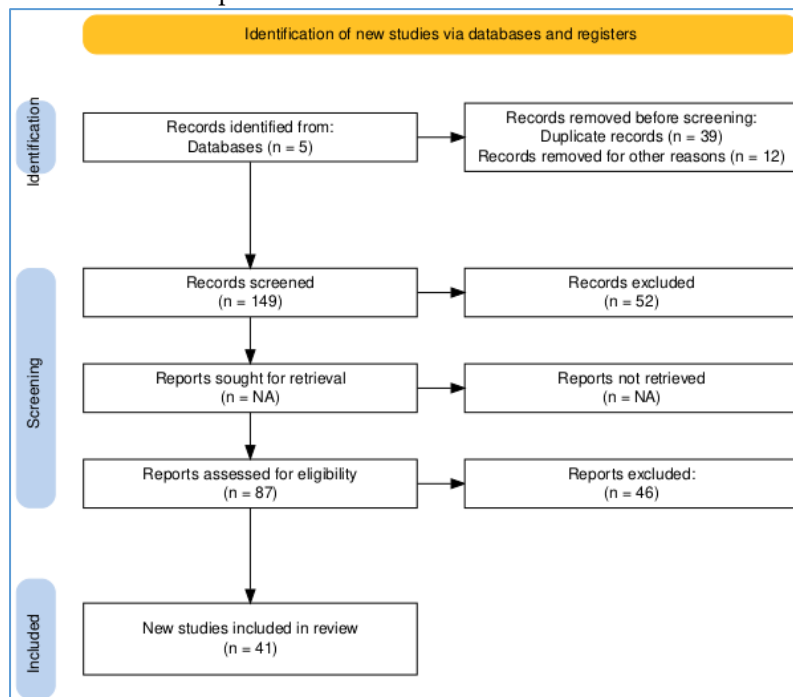 Identification of new studies via databases and registers
Identification
Records identified from:
Databases (n = 5)
Records removed before screening:
Duplicate records (n = 39)
Records removed for other reasons (n = 12)
Screening
Records screened
(n = 149)
Records excluded
(n = 52)
Reports sought for retrieval
(n = NA)
Reports not retrieved
(n = NA)
Reports assessed for eligibility
(n = 87)
Reports excluded:
(n = 46)
Included
New studies included in review
(n = 41)